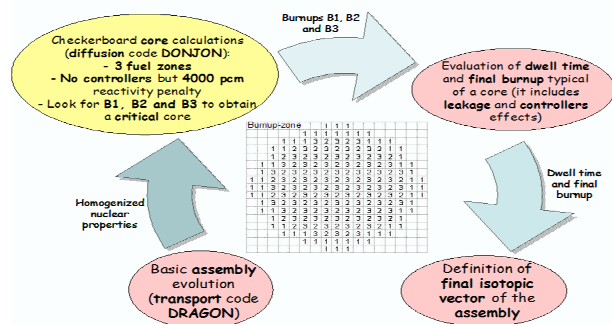 Checkerboard core calculations
(diffusion code DONJON):
- 3 fuel zones
- No controllers but 4000 pcm
reactivity penalty
- Look for B1, B2 and B3 to obtain
a critical core
Burnups B1, B2
and B3
Evaluation of dwell time
and final burnup typical
of a core (it includes
leakage and controllers
effects)
Burnup-zone
Homogenized
nuclear
properties
Dwell time
and final
burnup
Basic assembly
evolution
(transport code
DRAGON)
Definition of
final isotopic
vector of the
assembly